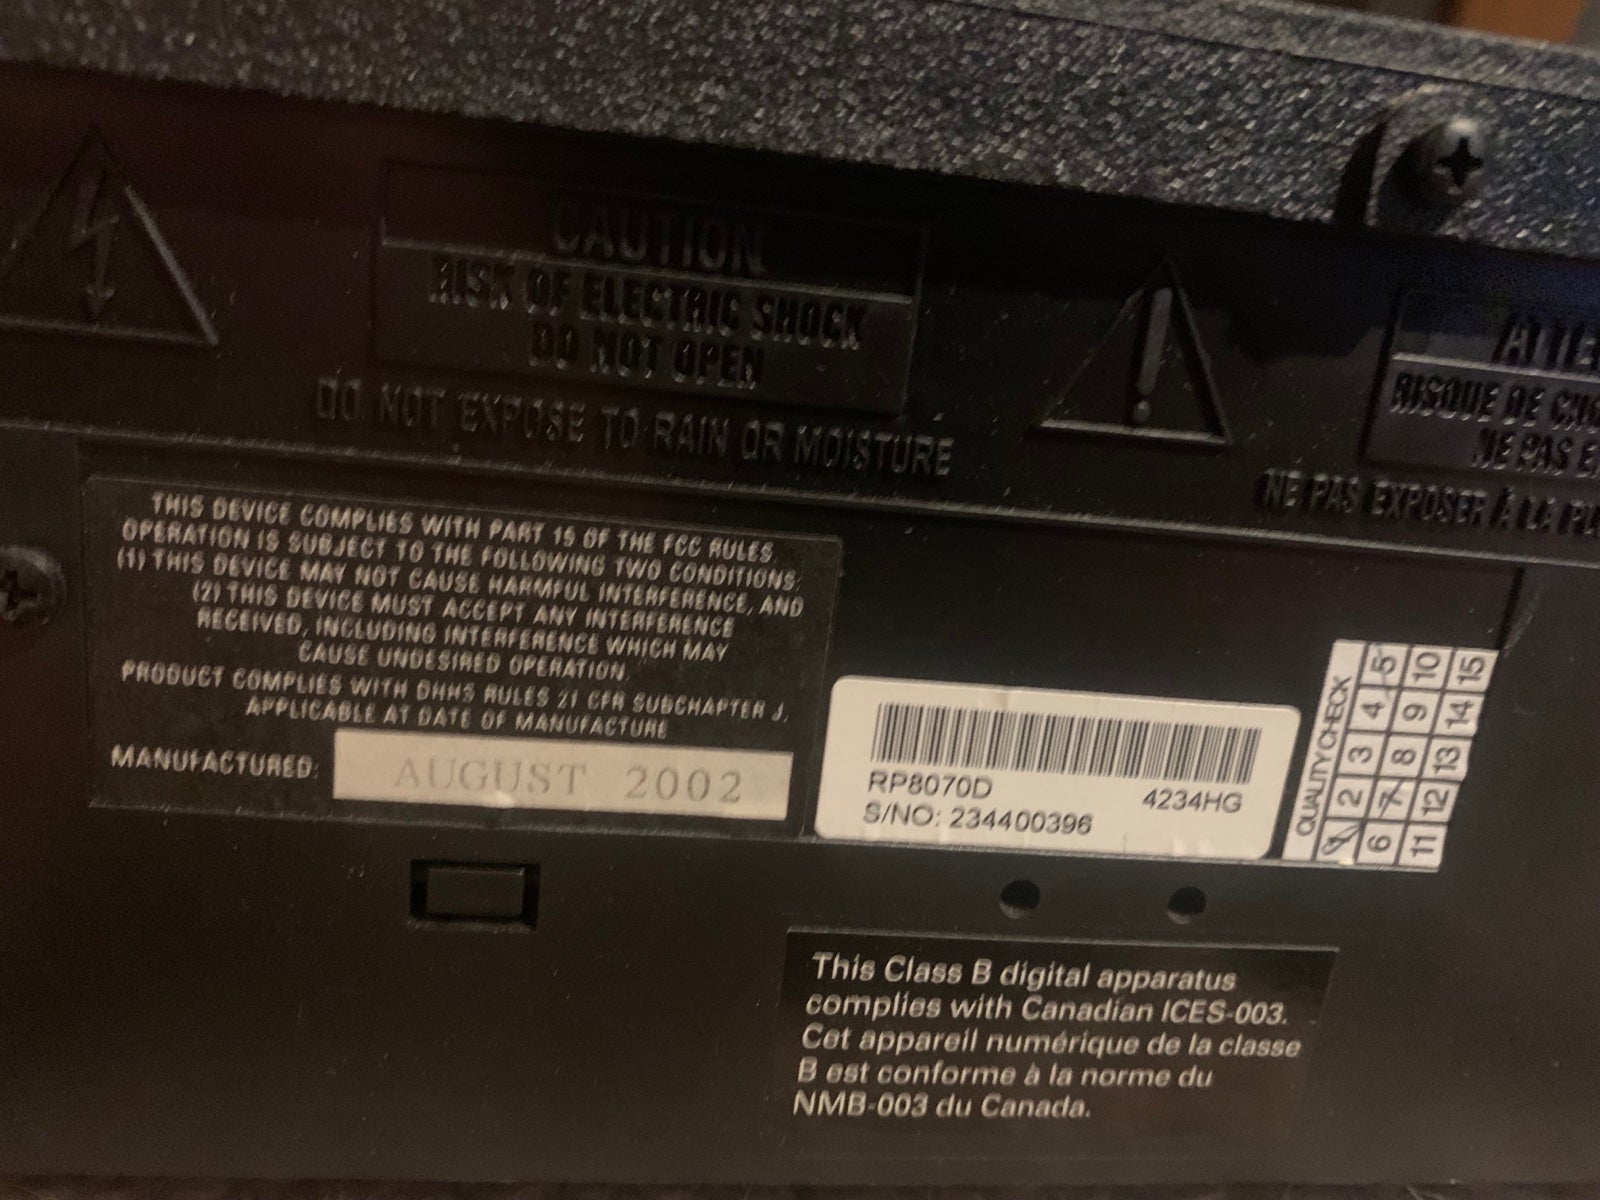 CAUTION
RISK OF ELECTRIC SHOCK
DO NOT OPEN
DO NOT EXPOSE TO RAIN OR MOISTURE
RISQUE DE
NE PAS
NE PAS EXPOSER À LA
THIS DEVICE COMPLIES WITH PART 15 OF THE FCC RULES.
OPERATION IS SUBJECT TO THE FOLLOWING TWO CONDITIONS:
(1) THIS DEVICE MAY NOT CAUSE HARMFUL INTERFERENCE, AND
(2) THIS DEVICE MUST ACCEPT ANY INTERFERENCE
RECEIVED, INCLUDING INTERFERENCE WHICH MAY
CAUSE UNDESIRED OPERATION.
PRODUCT COMPLIES WITH DHHS RULES 21 CFR SUBCHAPTER J,
APPLICABLE AT DATE OF MANUFACTURE
MANUFACTURED: AUGUST 2002
RP8070D 4234HG
S/NO: 234400396
QUALITY CHECK
1 2 3 4 5
6 7 8 9 10
11 12 13 14 15
This Class B digital apparatus
complies with Canadian ICES-003.
Cet appareil numérique de la classe
B est conforme à la norme du
NMB-003 du Canada.